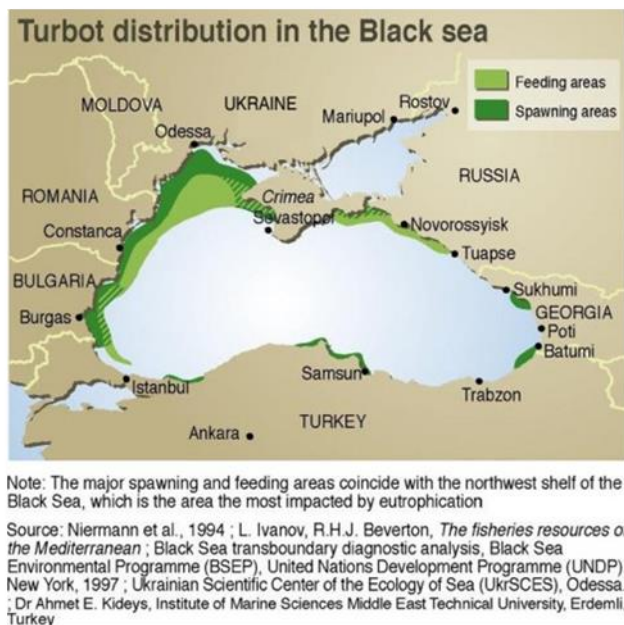 Turbot distribution in the Black sea
Feeding areas
Spawning areas
MOLDOVA
UKRAINE
Mariupol
Rostov
Odessa
RUSSIA
ROMANIA
Crimea
Sevastopol
Constanca
Novorossyisk
Tuapse
BULGARIA
Sukhumi
GEORGIA
Burgas
Poti
Batumi
Istanbul
Samsun
Trabzon
TURKEY
Ankara
Note: The major spawning and feeding areas coincide with the northwest shelf of the
Black Sea, which is the area the most impacted by eutrophication
Source: Niermann et al., 1994 ; L. Ivanov, R.H.J. Beverton, The fisheries resources of
the Mediterranean ; Black Sea transboundary diagnostic analysis, Black Sea
Environmental Programme (BSEP), United Nations Development Programme (UNDP)
New York, 1997 ; Ukrainian Scientific Center of the Ecology of Sea (UkrSCES), Odessa.
; Dr Ahmet E. Kideys, Institute of Marine Sciences Middle East Technical University, Erdemli,
Turkey